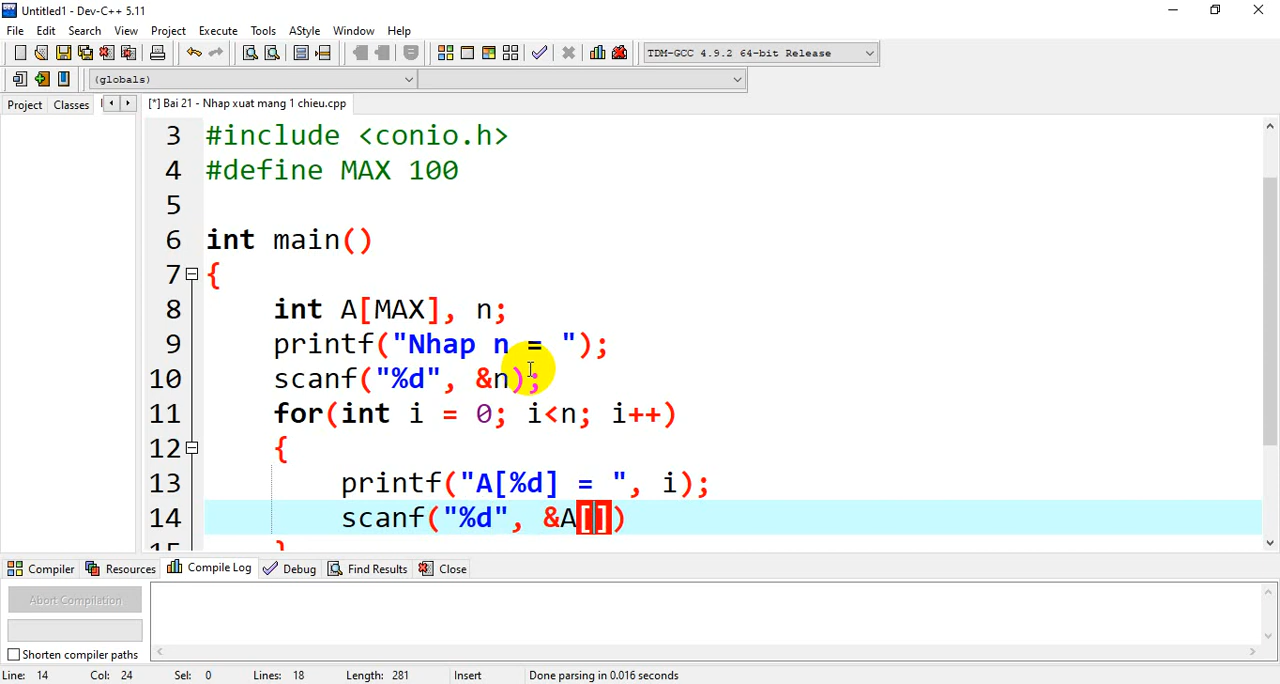 Untitled1 - Dev-C++ 5.11
File Edit Search View Project Execute Tools AStyle Window Help
TDM-GCC 4.9.2 64-bit Release
(globals)
Project Classes [*] Bai 21 - Nhap xuat mang 1 chieu.cpp
3 #include <conio.h>
4 #define MAX 100
5
6 int main()
7 {
8 int A[MAX], n;
9 printf("Nhap n = ");
10 scanf("%d", &n);
11 for(int i = 0; i<n; i++)
12 {
13 printf("A[%d] = ", i);
14 scanf("%d", &A[])
15 }
Compiler Resources Compile Log Debug Find Results Close
Abort Compilation
Shorten compiler paths
Line: 14 Col: 24 Sel: 0 Lines: 18 Length: 281 Insert Done parsing in 0.016 seconds